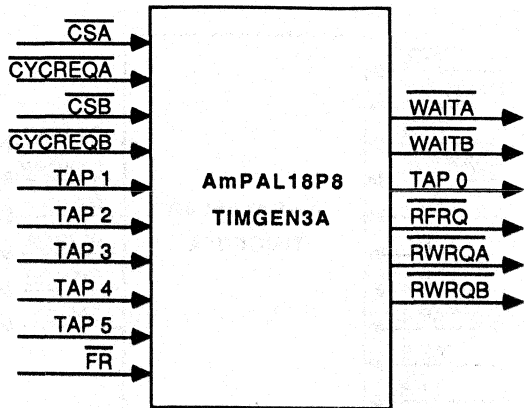 CSA
CYCREQA
CSB
CYCREQB
TAP 1
TAP 2
TAP 3
TAP 4
TAP 5
FR
AmPAL18P8
TIMGEN3A
WAITA
WAITB
TAP 0
RFRQ
RWRQA
RWRQB